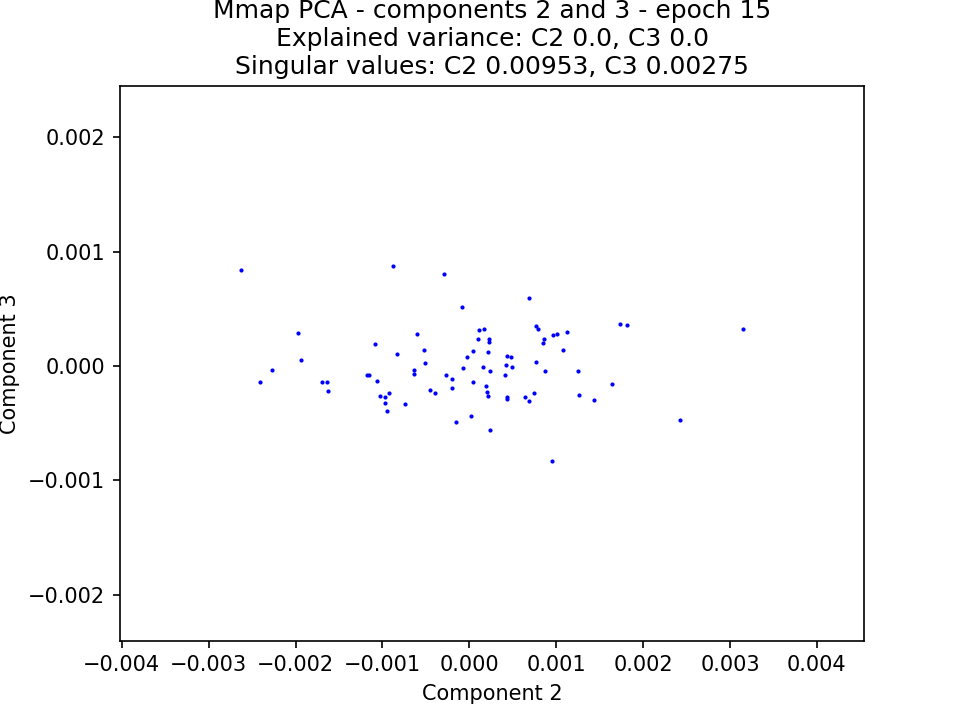 Mmap PCA - components 2 and 3 - epoch 15
Explained variance: C2 0.0, C3 0.0
Singular values: C2 0.00953, C3 0.00275
0.002
0.001
0.000
−0.001
−0.002
Component 3
−0.004 −0.003 −0.002 −0.001 0.000 0.001 0.002 0.003 0.004
Component 2